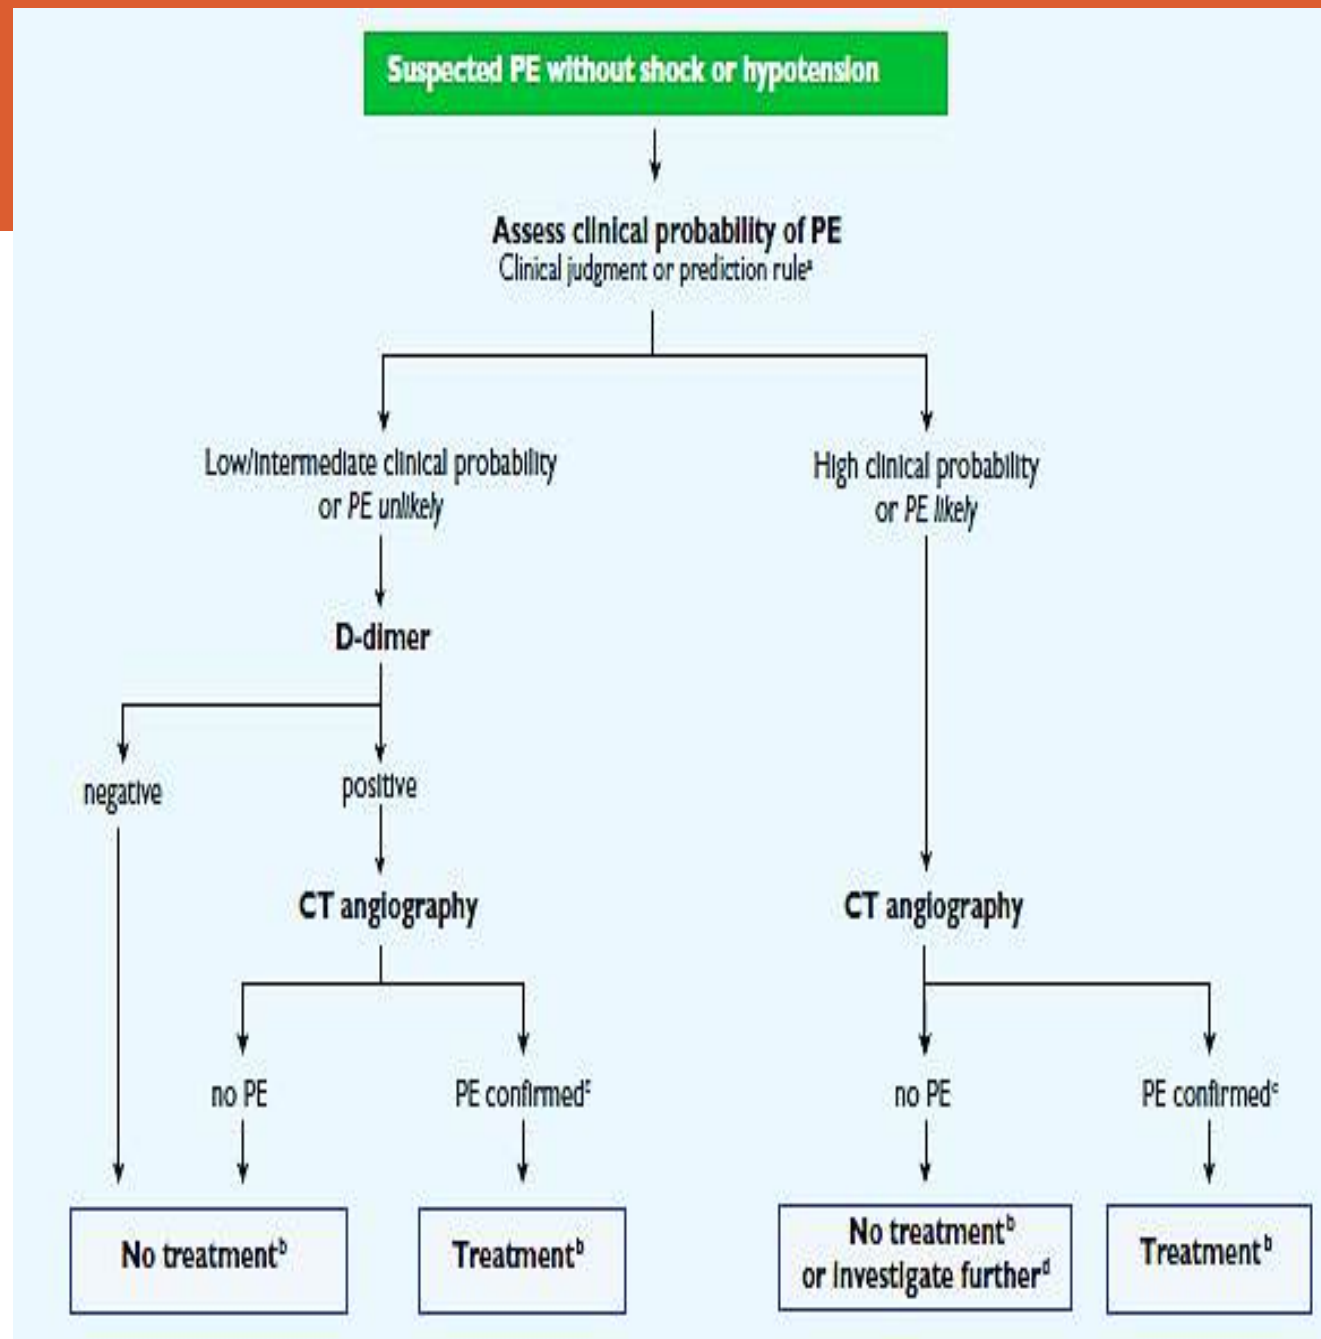 Suspected PE without shock or hypotension
Assess clinical probability of PE
Clinical judgment or prediction ruleᵃ
Low/intermediate clinical probability
or PE unlikely
High clinical probability
or PE likely
D-dimer
negative
positive
CT angiography
CT angiography
no PE
PE confirmedᶜ
no PE
PE confirmedᶜ
No treatmentᵇ
Treatmentᵇ
No treatmentᵇ
or investigate furtherᵈ
Treatmentᵇ